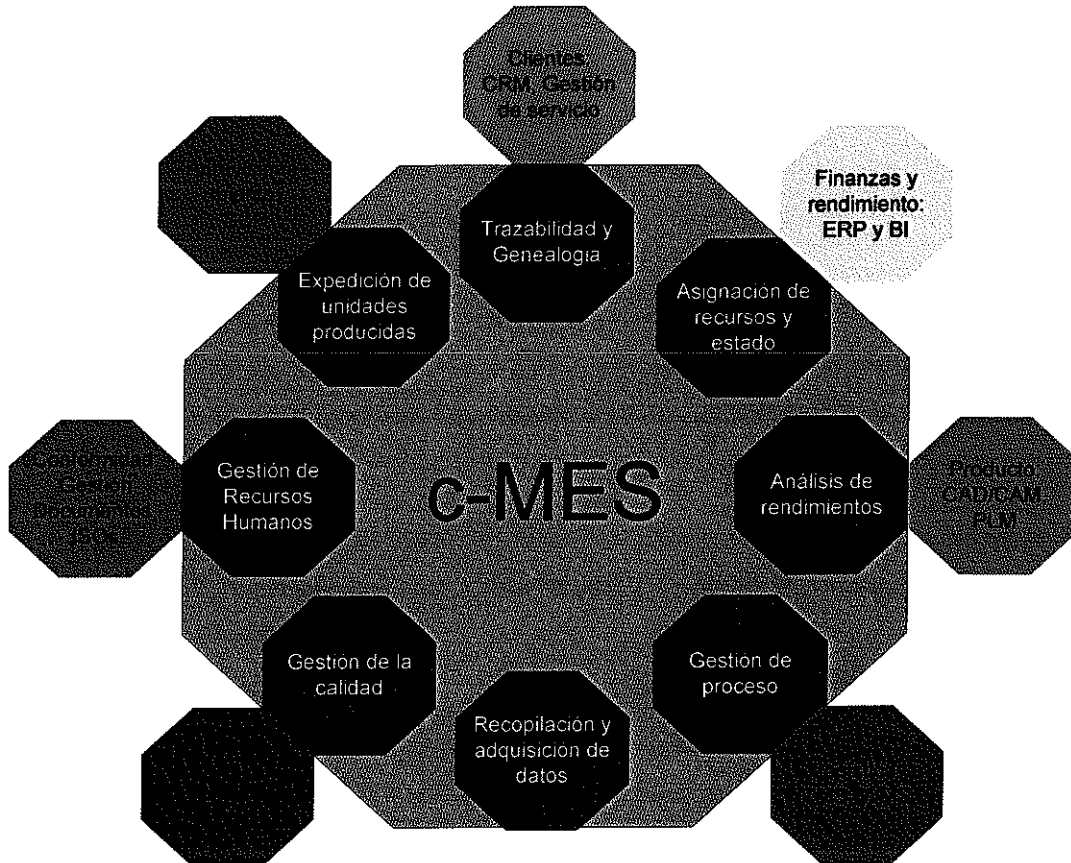 Clientes
CRM, Gestión
de servicio
Finanzas y
rendimiento:
ERP y BI
Trazabilidad y
Genealogía
Expedición de
unidades
producidas
Asignación de
recursos y
estado
Conformidad
Gestión
Gestión de
Recursos
Humanos
c-MES
Análisis de
rendimientos
Producto
CAD/CAM
PLM
Gestión de la
calidad
Gestión de
proceso
Recopilación y
adquisición de
datos